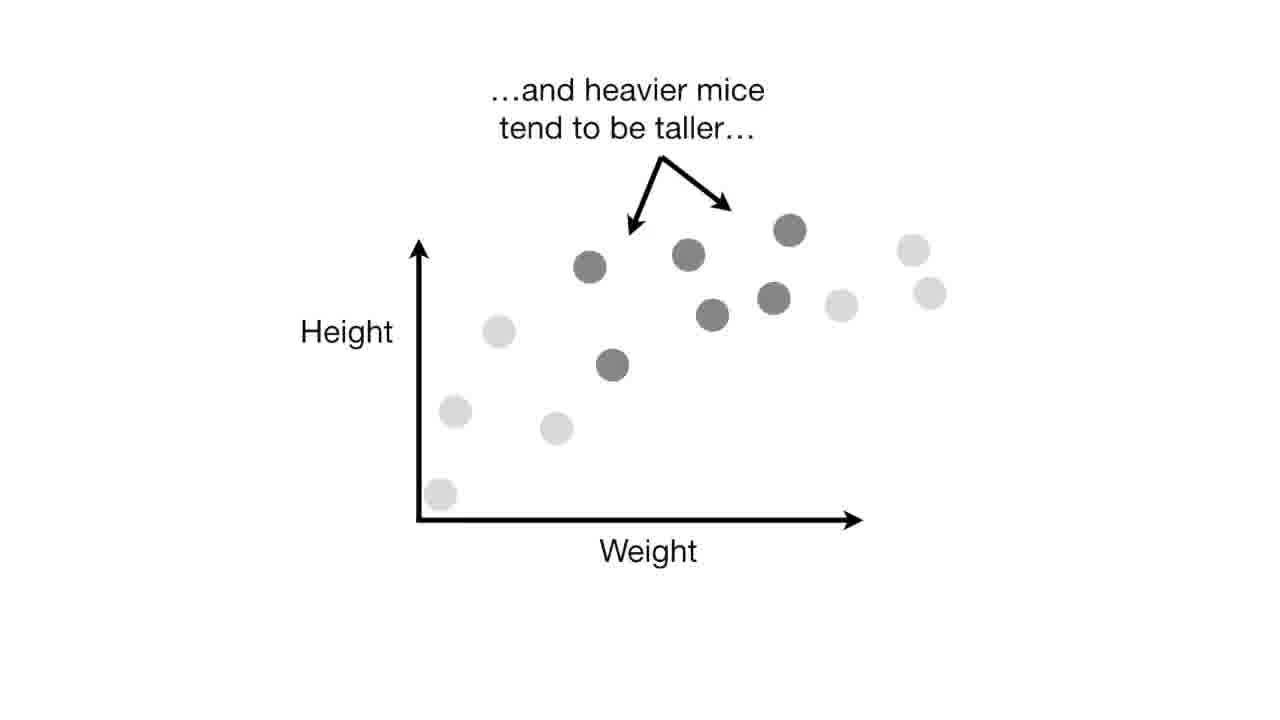 …and heavier mice
tend to be taller…
Height
Weight